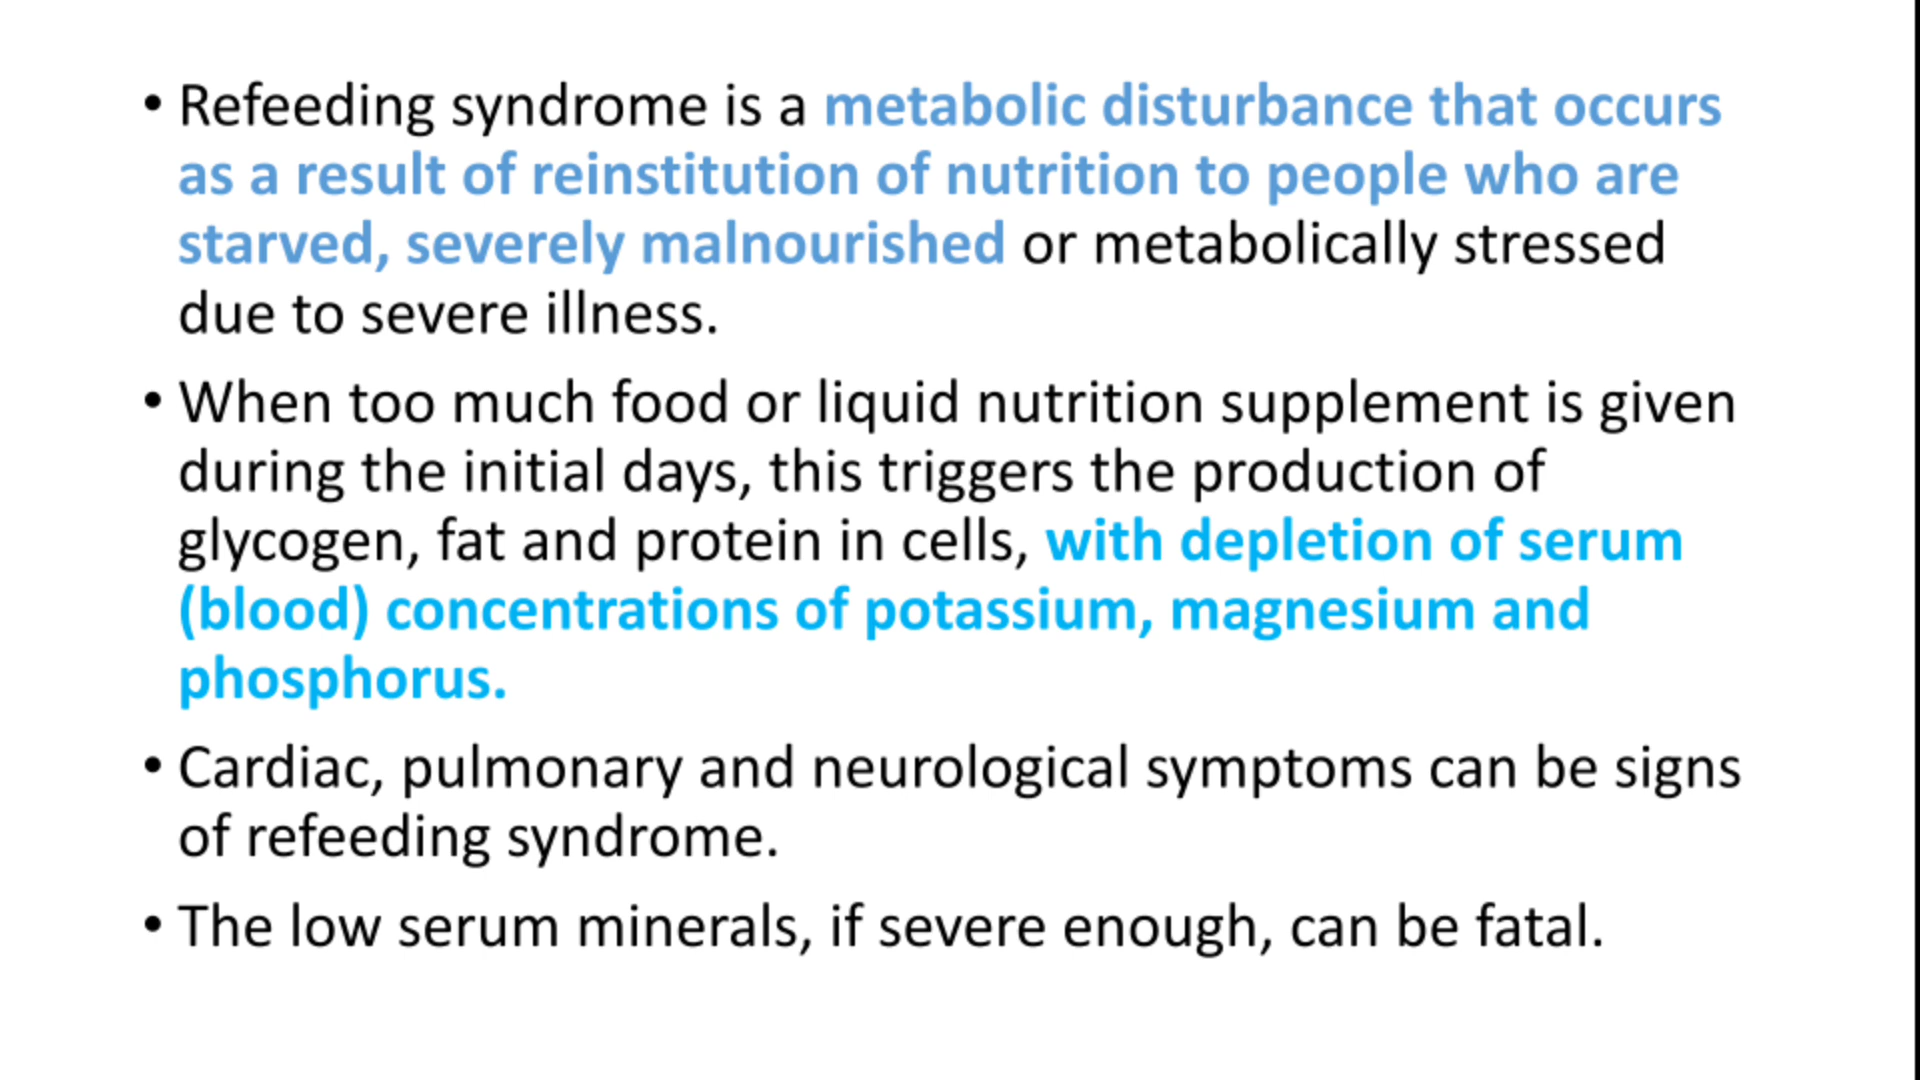 • Refeeding syndrome is a metabolic disturbance that occurs
as a result of reinstitution of nutrition to people who are
starved, severely malnourished or metabolically stressed
due to severe illness.
• When too much food or liquid nutrition supplement is given
during the initial days, this triggers the production of
glycogen, fat and protein in cells, with depletion of serum
(blood) concentrations of potassium, magnesium and
phosphorus.
• Cardiac, pulmonary and neurological symptoms can be signs
of refeeding syndrome.
• The low serum minerals, if severe enough, can be fatal.